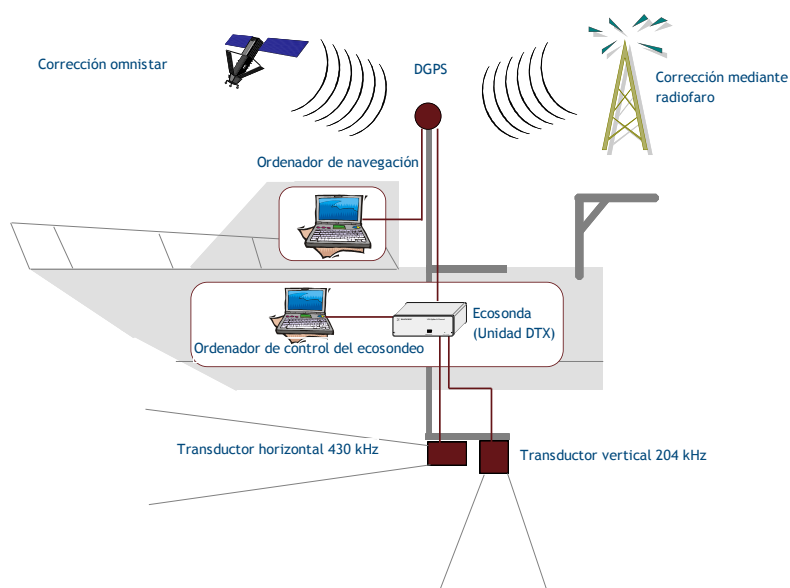 Corrección omnistar
DGPS
Corrección mediante
radiofaro
Ordenador de navegación
Ecosonda
(Unidad DTX)
Ordenador de control del ecosondeo
Transductor horizontal 430 kHz
Transductor vertical 204 kHz